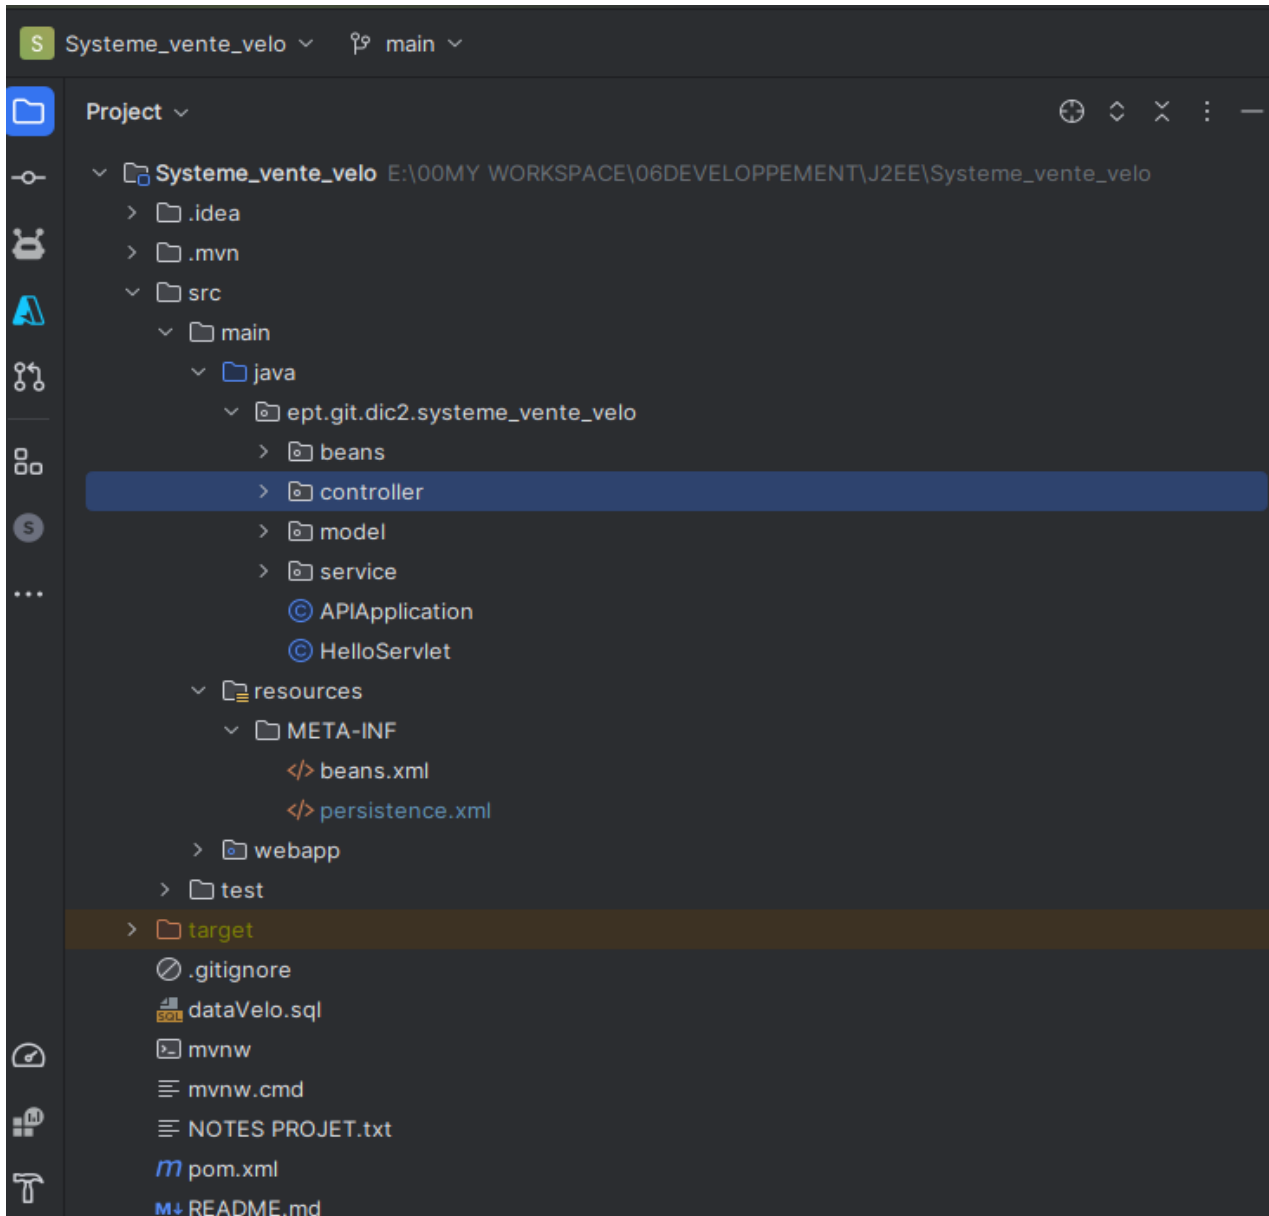 S Systeme_vente_velo main
Project
Systeme_vente_velo E:\00MY WORKSPACE\06DEVELOPPEMENT\J2EE\Systeme_vente_velo
.idea
.mvn
src
main
java
ept.git.dic2.systeme_vente_velo
beans
controller
model
service
S
© APIApplication
© HelloServlet
resources
META-INF
</> beans.xml
</> persistence.xml
webapp
test
target
.gitignore
SQL dataVelo.sql
mvnw
mvnw.cmd
NOTES PROJET.txt
m pom.xml
M↓ README.md